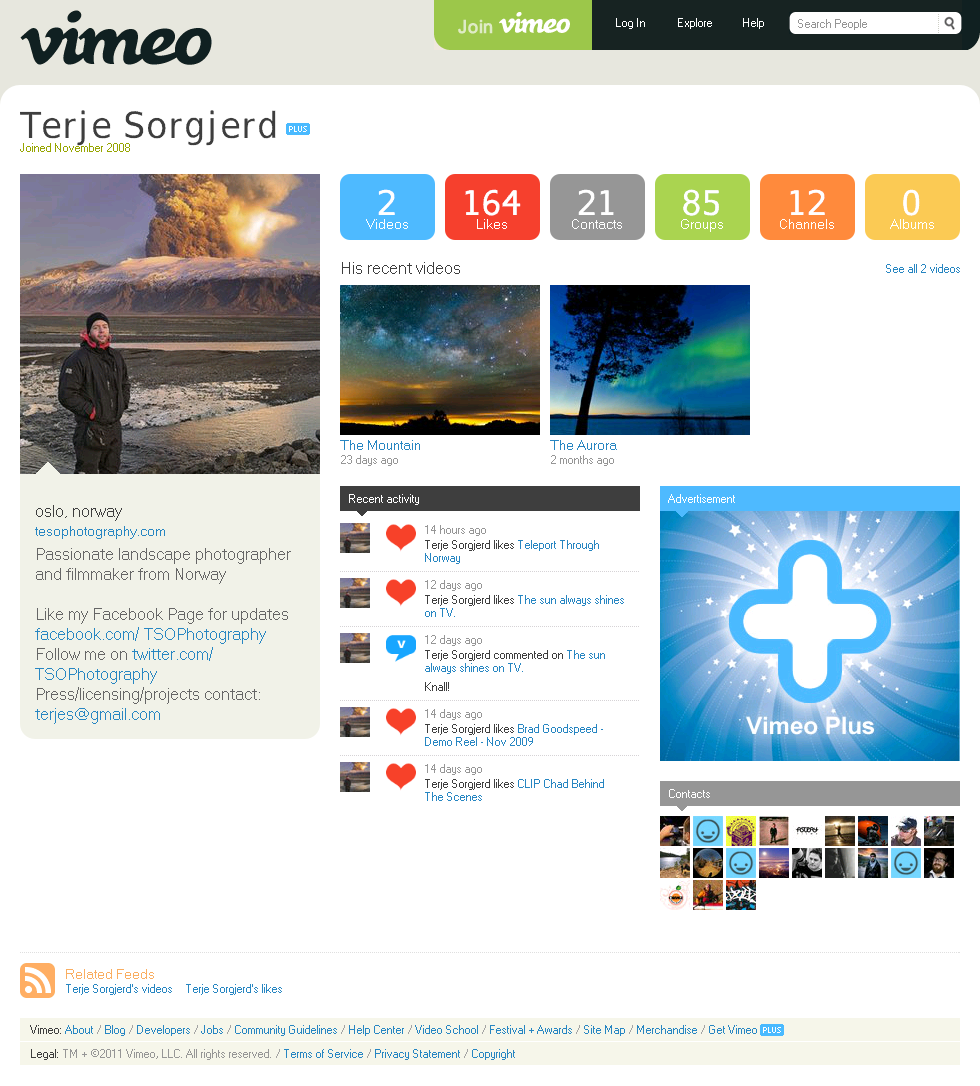 vimeo
Join vimeo
Log In
Explore
Help
Search People
Terje Sorgjerd PLUS
Joined November 2008
2
Videos
164
Likes
21
Contacts
85
Groups
12
Channels
0
Albums
His recent videos
See all 2 videos
The Mountain
23 days ago
The Aurora
2 months ago
oslo, norway
tesophotography.com
Passionate landscape photographer
and filmmaker from Norway
Like my Facebook Page for updates
facebook.com/ TSOPhotography
Follow me on twitter.com/
TSOPhotography
Press/licensing/projects contact:
terjes@gmail.com
Recent activity
14 hours ago
Terje Sorgjerd likes Teleport Through
Norway
12 days ago
Terje Sorgjerd likes The sun always shines
on TV.
v
12 days ago
Terje Sorgjerd commented on The sun
always shines on TV.
Knall!
14 days ago
Terje Sorgjerd likes Brad Goodspeed -
Demo Reel - Nov 2009
14 days ago
Terje Sorgjerd likes CLIP Chad Behind
The Scenes
Advertisement
Vimeo Plus
Contacts
Related Feeds
Terje Sorgjerd's videos
Terje Sorgjerd's likes
Vimeo: About / Blog / Developers / Jobs / Community Guidelines / Help Center / Video School / Festival + Awards / Site Map / Merchandise / Get Vimeo PLUS
Legal: TM + ©2011 Vimeo, LLC. All rights reserved. / Terms of Service / Privacy Statement / Copyright